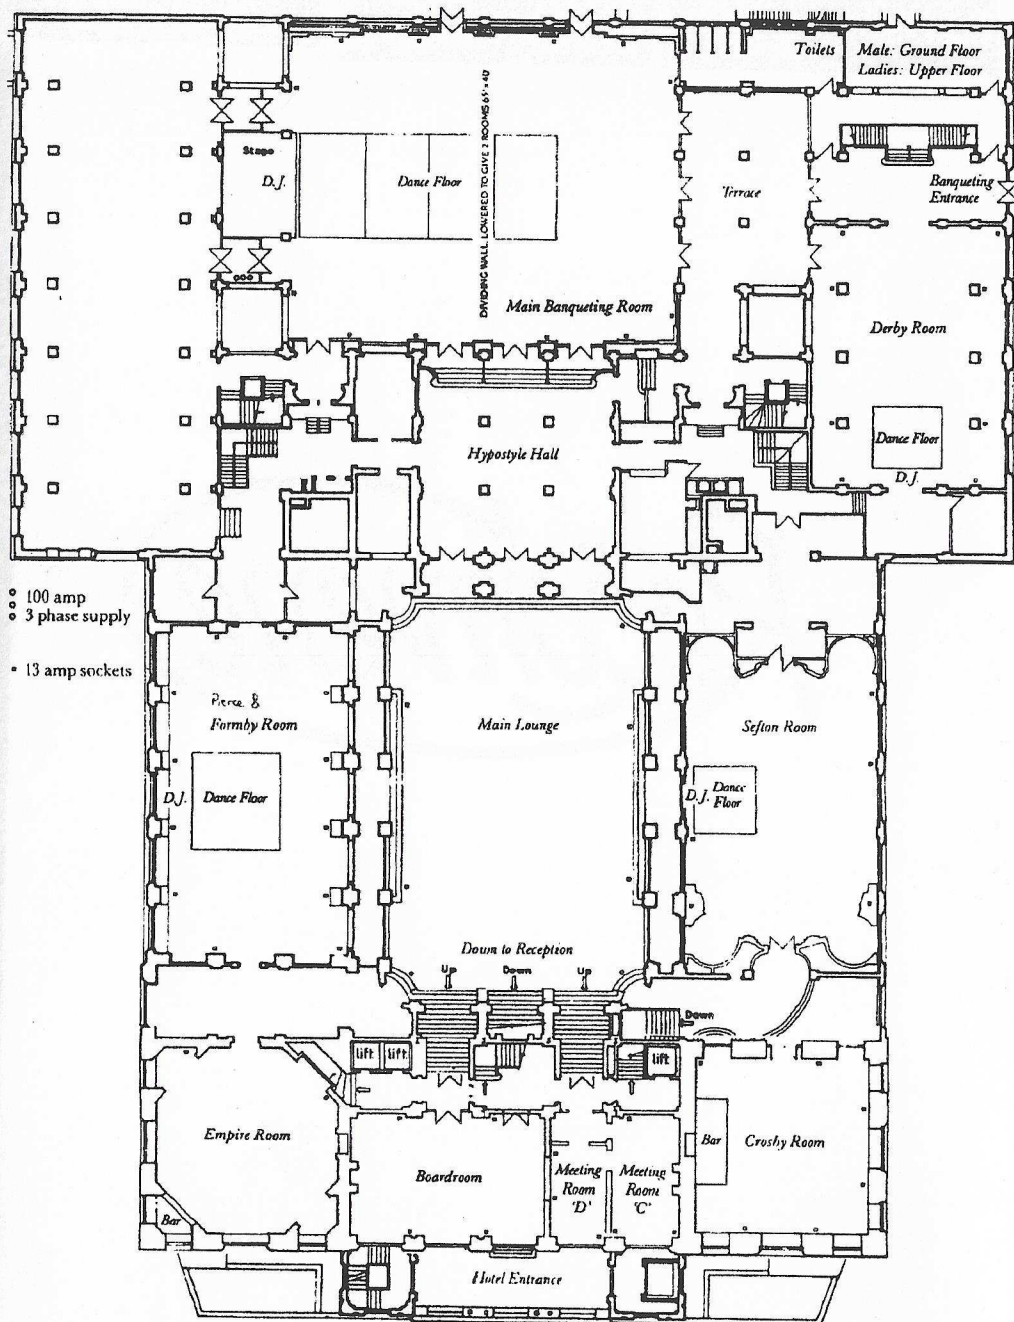 Toilets
Male: Ground Floor
Ladies: Upper Floor
Stage
D.J.
Dance Floor
DIVIDING WALL LOWERED TO GIVE 2 ROOMS
Terrace
Banqueting
Entrance
Main Banqueting Room
Derby Room
Hypostyle Hall
Dance Floor
D.J.
100 amp
3 phase supply
13 amp sockets
Pierce &
Formby Room
Main Lounge
Sefton Room
D.J.
Dance Floor
D.J.
Dance
Floor
Down to Reception
Up
Down
Up
Down
lift
lift
lift
Empire Room
Boardroom
Meeting
Room
'D'
Meeting
Room
'C'
Bar
Crosby Room
Bar
Hotel Entrance